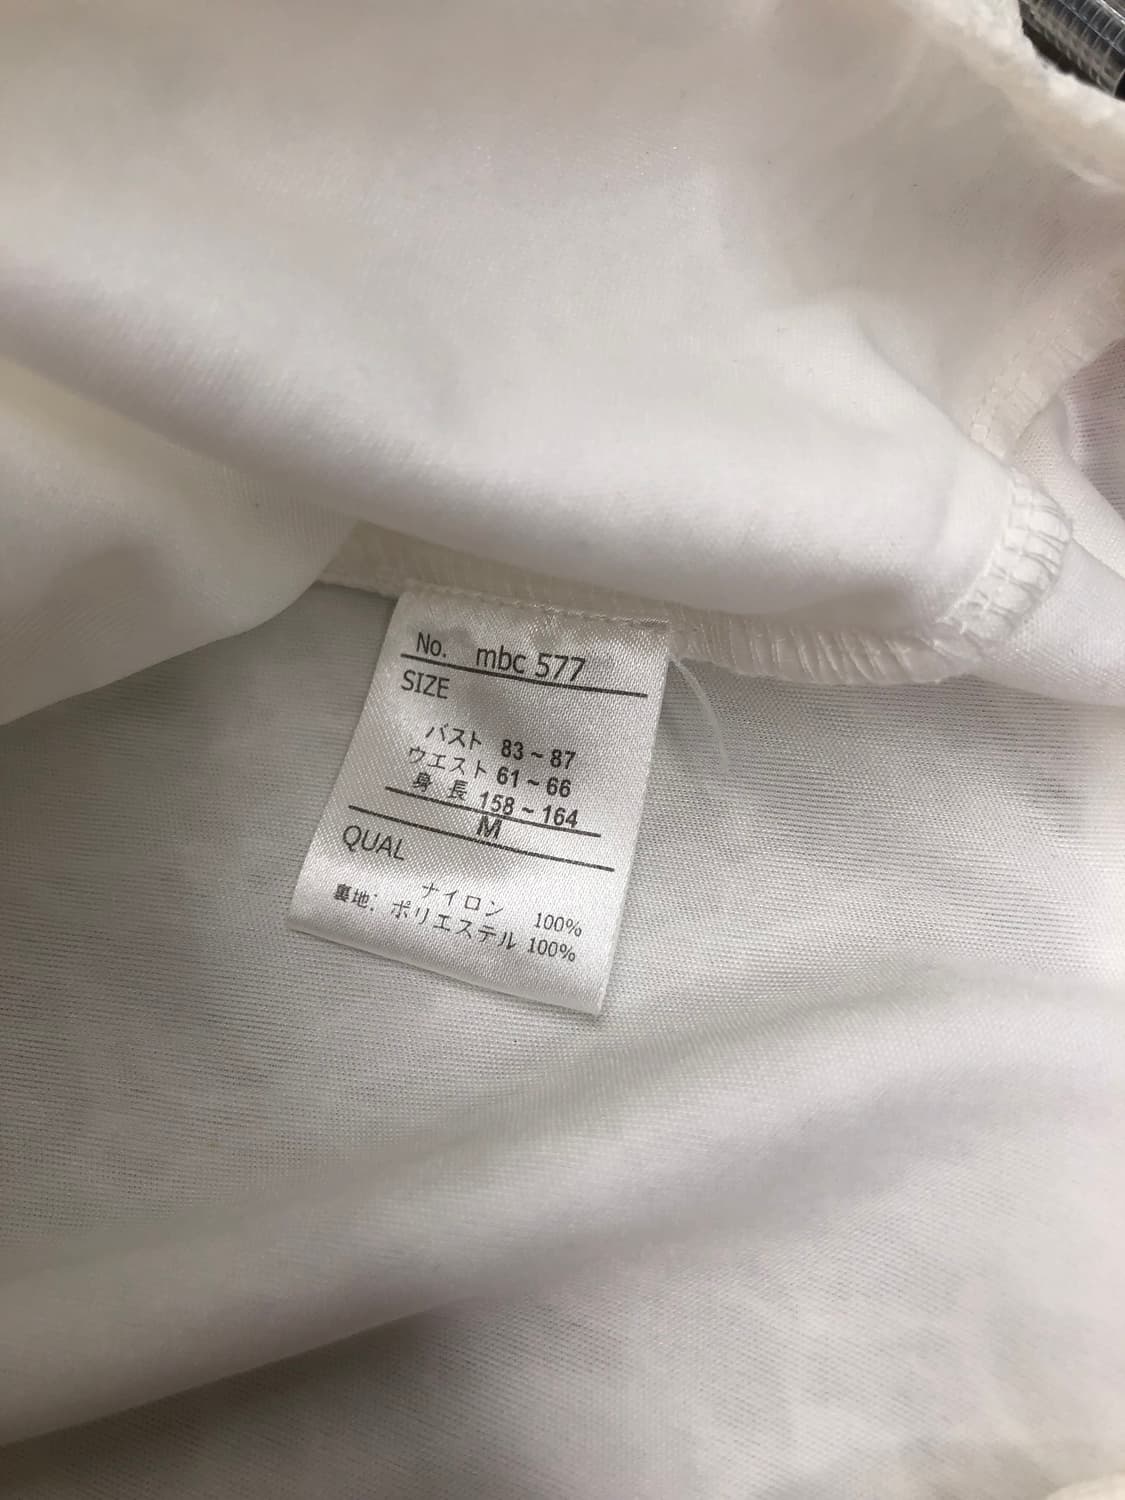 No. mbc 577
SIZE
バスト 83~87
ウエスト 61~66
身 長 158~164
M
QUAL
ナイロン 100%
裏地: ポリエステル 100%